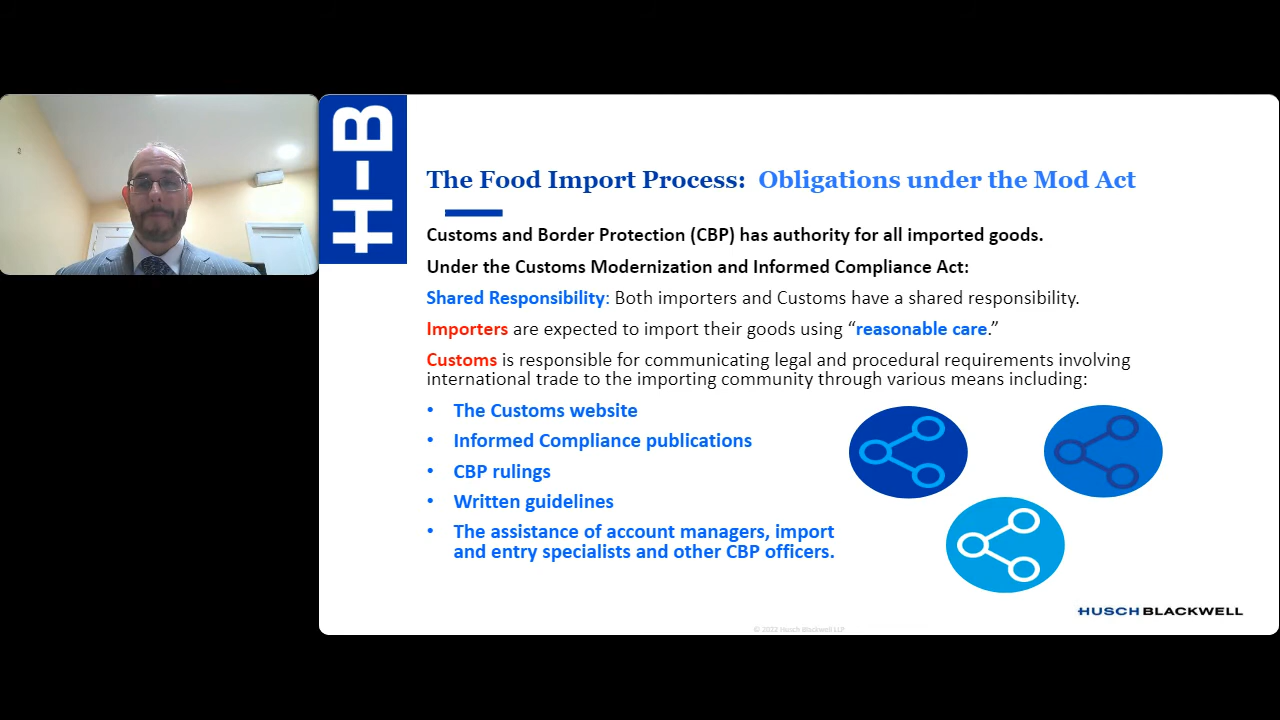 H-B
The Food Import Process: Obligations under the Mod Act
Customs and Border Protection (CBP) has authority for all imported goods.
Under the Customs Modernization and Informed Compliance Act:
Shared Responsibility: Both importers and Customs have a shared responsibility.
Importers are expected to import their goods using “reasonable care.”
Customs is responsible for communicating legal and procedural requirements involving
international trade to the importing community through various means including:
• The Customs website
• Informed Compliance publications
• CBP rulings
• Written guidelines
• The assistance of account managers, import
and entry specialists and other CBP officers.
HUSCH BLACKWELL
© 2022 Husch Blackwell LLP